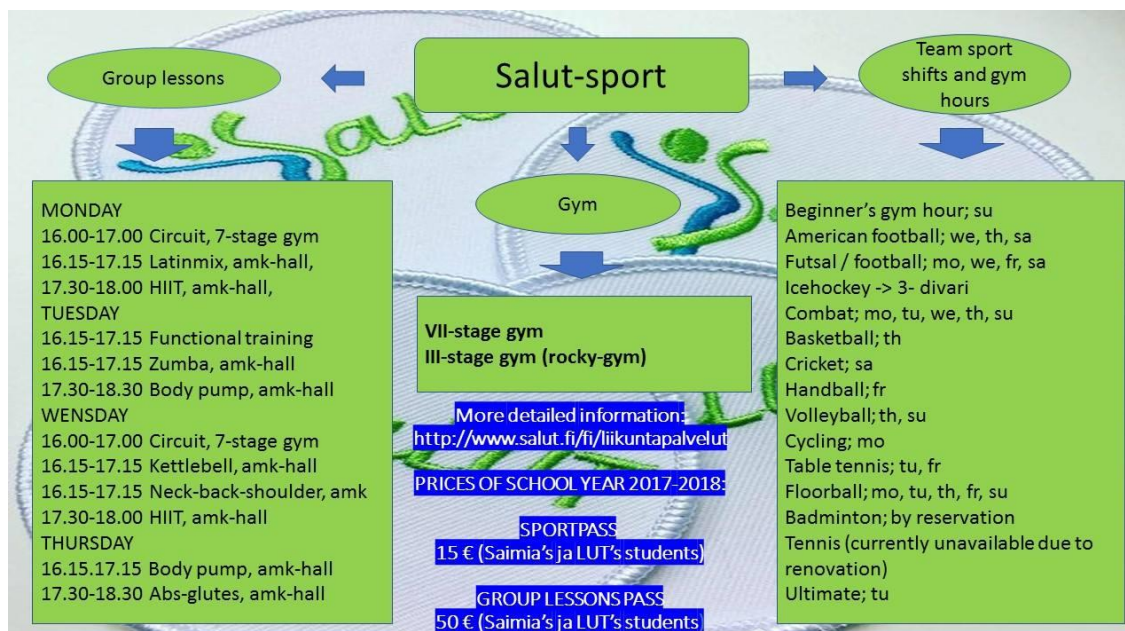 Salut-sport
Group lessons
MONDAY
16.00-17.00 Circuit, 7-stage gym
16.15-17.15 Latinmix, amk-hall,
17.30-18.00 HIIT, amk-hall,
TUESDAY
16.15-17.15 Functional training
16.15-17.15 Zumba, amk-hall
17.30-18.30 Body pump, amk-hall
WENSDAY
16.00-17.00 Circuit, 7-stage gym
16.15-17.15 Kettlebell, amk-hall
16.15-17.15 Neck-back-shoulder, amk
17.30-18.00 HIIT, amk-hall
THURSDAY
16.15.17.15 Body pump, amk-hall
17.30-18.30 Abs-glutes, amk-hall
Gym
VII-stage gym
III-stage gym (rocky-gym)
More detailed information:
http://www.salut.fi/fi/liikuntapalvelut
PRICES OF SCHOOL YEAR 2017-2018:
SPORTPASS
15 € (Saimia's ja LUT's students)
GROUP LESSONS PASS
50 € (Saimia's ja LUT's students)
Team sport
shifts and gym
hours
Beginner's gym hour; su
American football; we, th, sa
Futsal / football; mo, we, fr, sa
Icehockey -> 3- divari
Combat; mo, tu, we, th, su
Basketball; th
Cricket; sa
Handball; fr
Volleyball; th, su
Cycling; mo
Table tennis; tu, fr
Floorball; mo, tu, th, fr, su
Badminton; by reservation
Tennis (currently unavailable due to
renovation)
Ultimate; tu